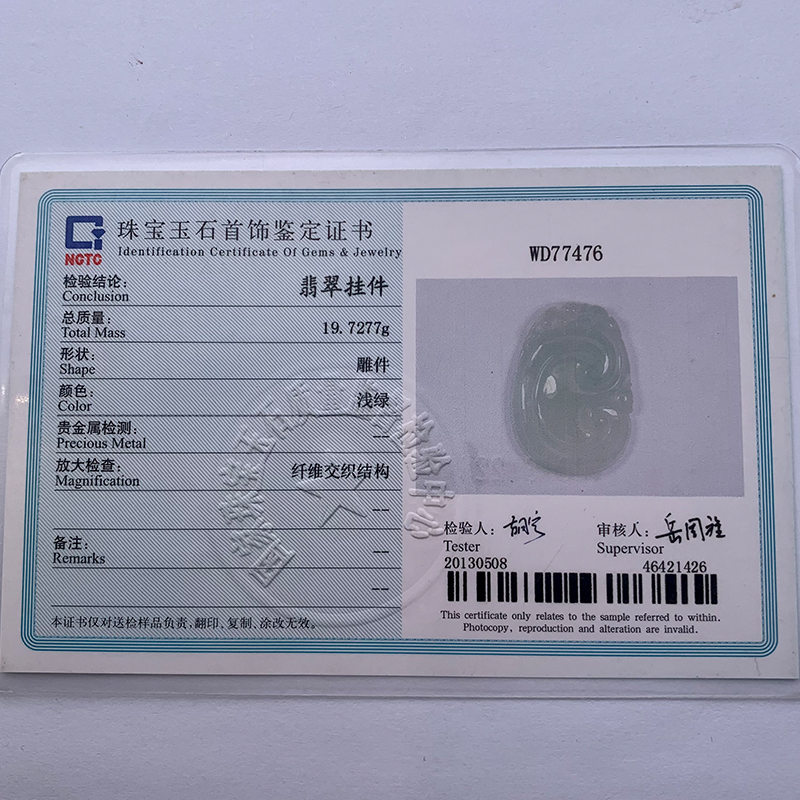 NGTC
珠宝玉石首饰鉴定证书
Identification Certificate Of Gems & Jewelry
检验结论: 翡翠挂件
Conclusion
总质量: 19.7277g
Total Mass
形状: 雕件
Shape
颜色: 浅绿
Color
贵金属检测: --
Precious Metal
放大检查: 纤维交织结构
Magnification
--
备注: --
Remarks
--
本证书仅对送检样品负责,翻印、复制、涂改无效。
WD77476
检验人: 审核人:
Tester Supervisor
20130508 46421426
This certificate only relates to the sample referred to within.
Photocopy, reproduction and alteration are invalid.